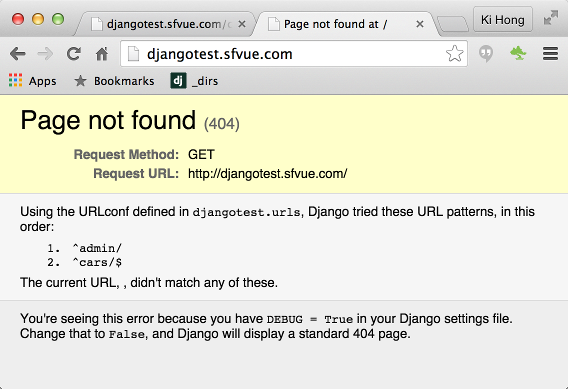 djangotest.sfvue.com/
Page not found at /
Ki Hong
djangotest.sfvue.com
Apps
Bookmarks
dj
_dirs
Page not found (404)
Request Method: GET
Request URL: http://djangotest.sfvue.com/
Using the URLconf defined in djangotest.urls, Django tried these URL patterns, in this
order:
1. ^admin/
2. ^cars/$
The current URL, , didn't match any of these.
You're seeing this error because you have DEBUG = True in your Django settings file.
Change that to False, and Django will display a standard 404 page.